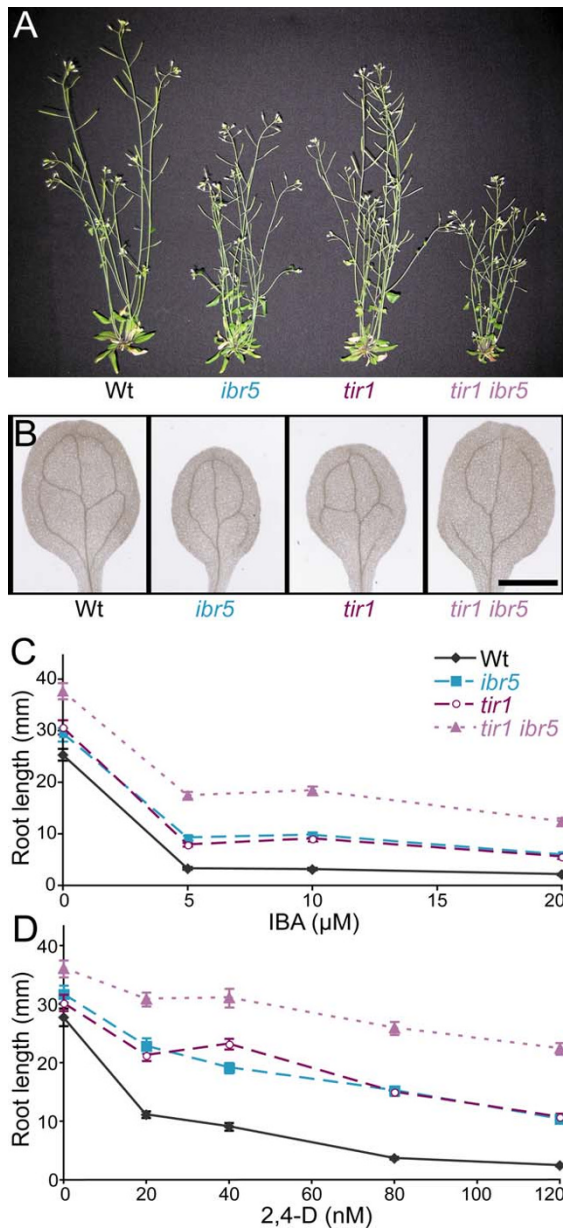 A
Wt ibr5 tir1 tir1 ibr5
B
Wt ibr5 tir1 tir1 ibr5
C
Wt
ibr5
tir1
tir1 ibr5
Root length (mm)
40
30
20
10
0
0 5 10 15 20
IBA (µM)
D
Root length (mm)
40
30
20
10
0
0 20 40 60 80 100 120
2,4-D (nM)